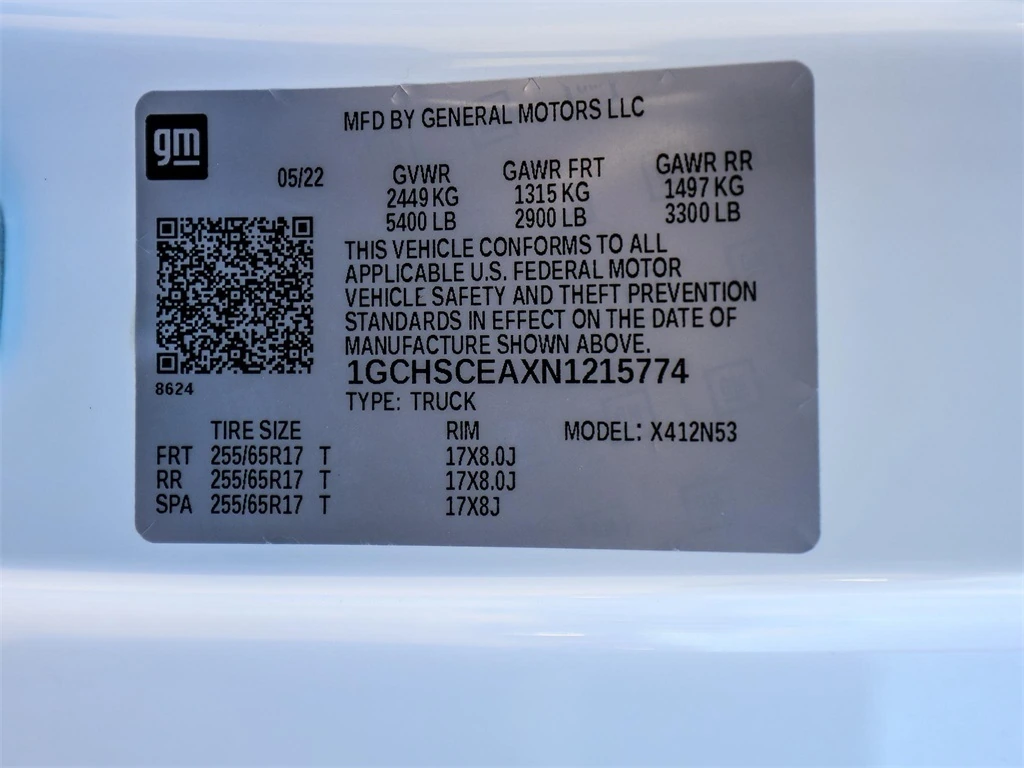 MFD BY GENERAL MOTORS LLC
gm
05/22 GVWR GAWR FRT GAWR RR
2449 KG 1315 KG 1497 KG
5400 LB 2900 LB 3300 LB
THIS VEHICLE CONFORMS TO ALL
APPLICABLE U.S. FEDERAL MOTOR
VEHICLE SAFETY AND THEFT PREVENTION
STANDARDS IN EFFECT ON THE DATE OF
MANUFACTURE SHOWN ABOVE.
1GCHSCEAXN1215774
8624
TYPE: TRUCK
TIRE SIZE RIM MODEL: X412N53
FRT 255/65R17 T 17X8.0J
RR 255/65R17 T 17X8.0J
SPA 255/65R17 T 17X8J